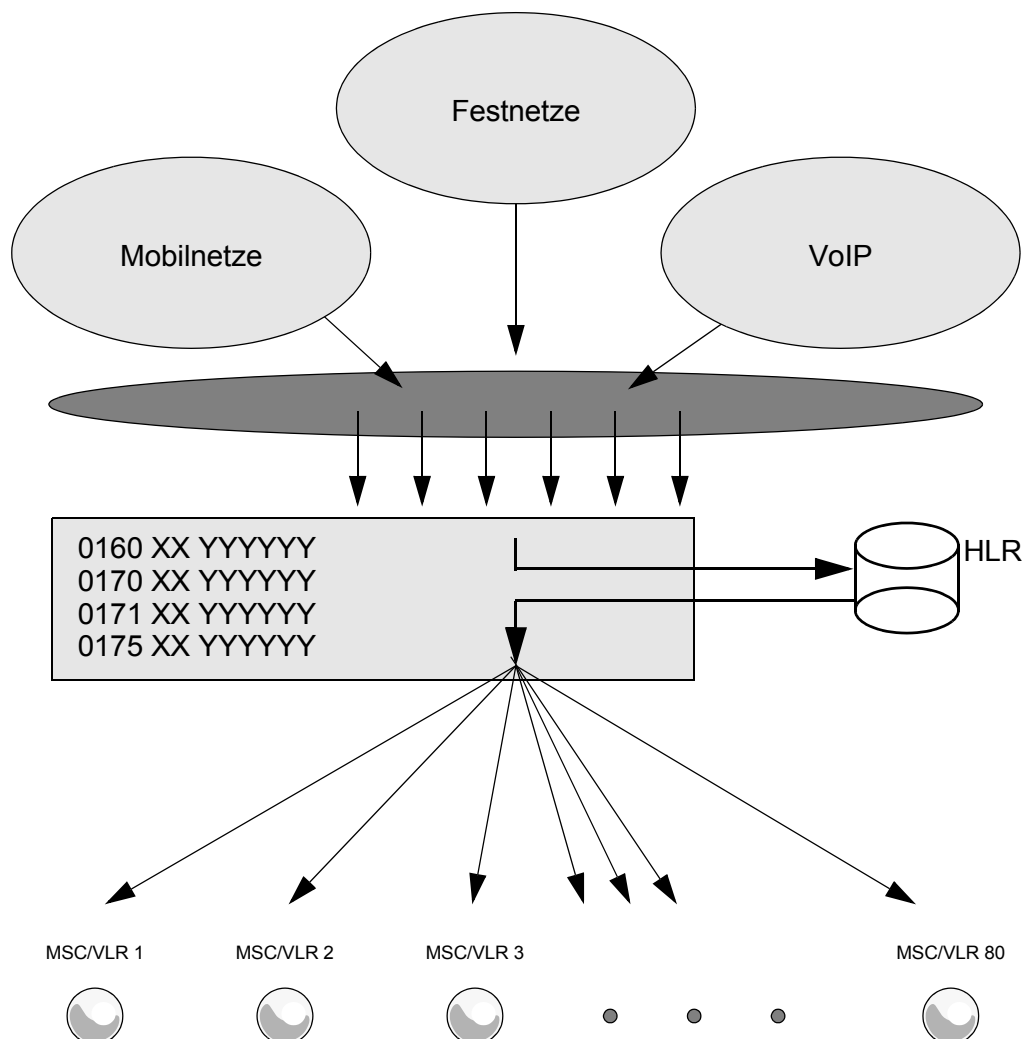 Festnetze
Mobilnetze
VoIP
0160 XX YYYYYY
0170 XX YYYYYY
0171 XX YYYYYY
0175 XX YYYYYY
HLR
MSC/VLR 1
MSC/VLR 2
MSC/VLR 3
MSC/VLR 80